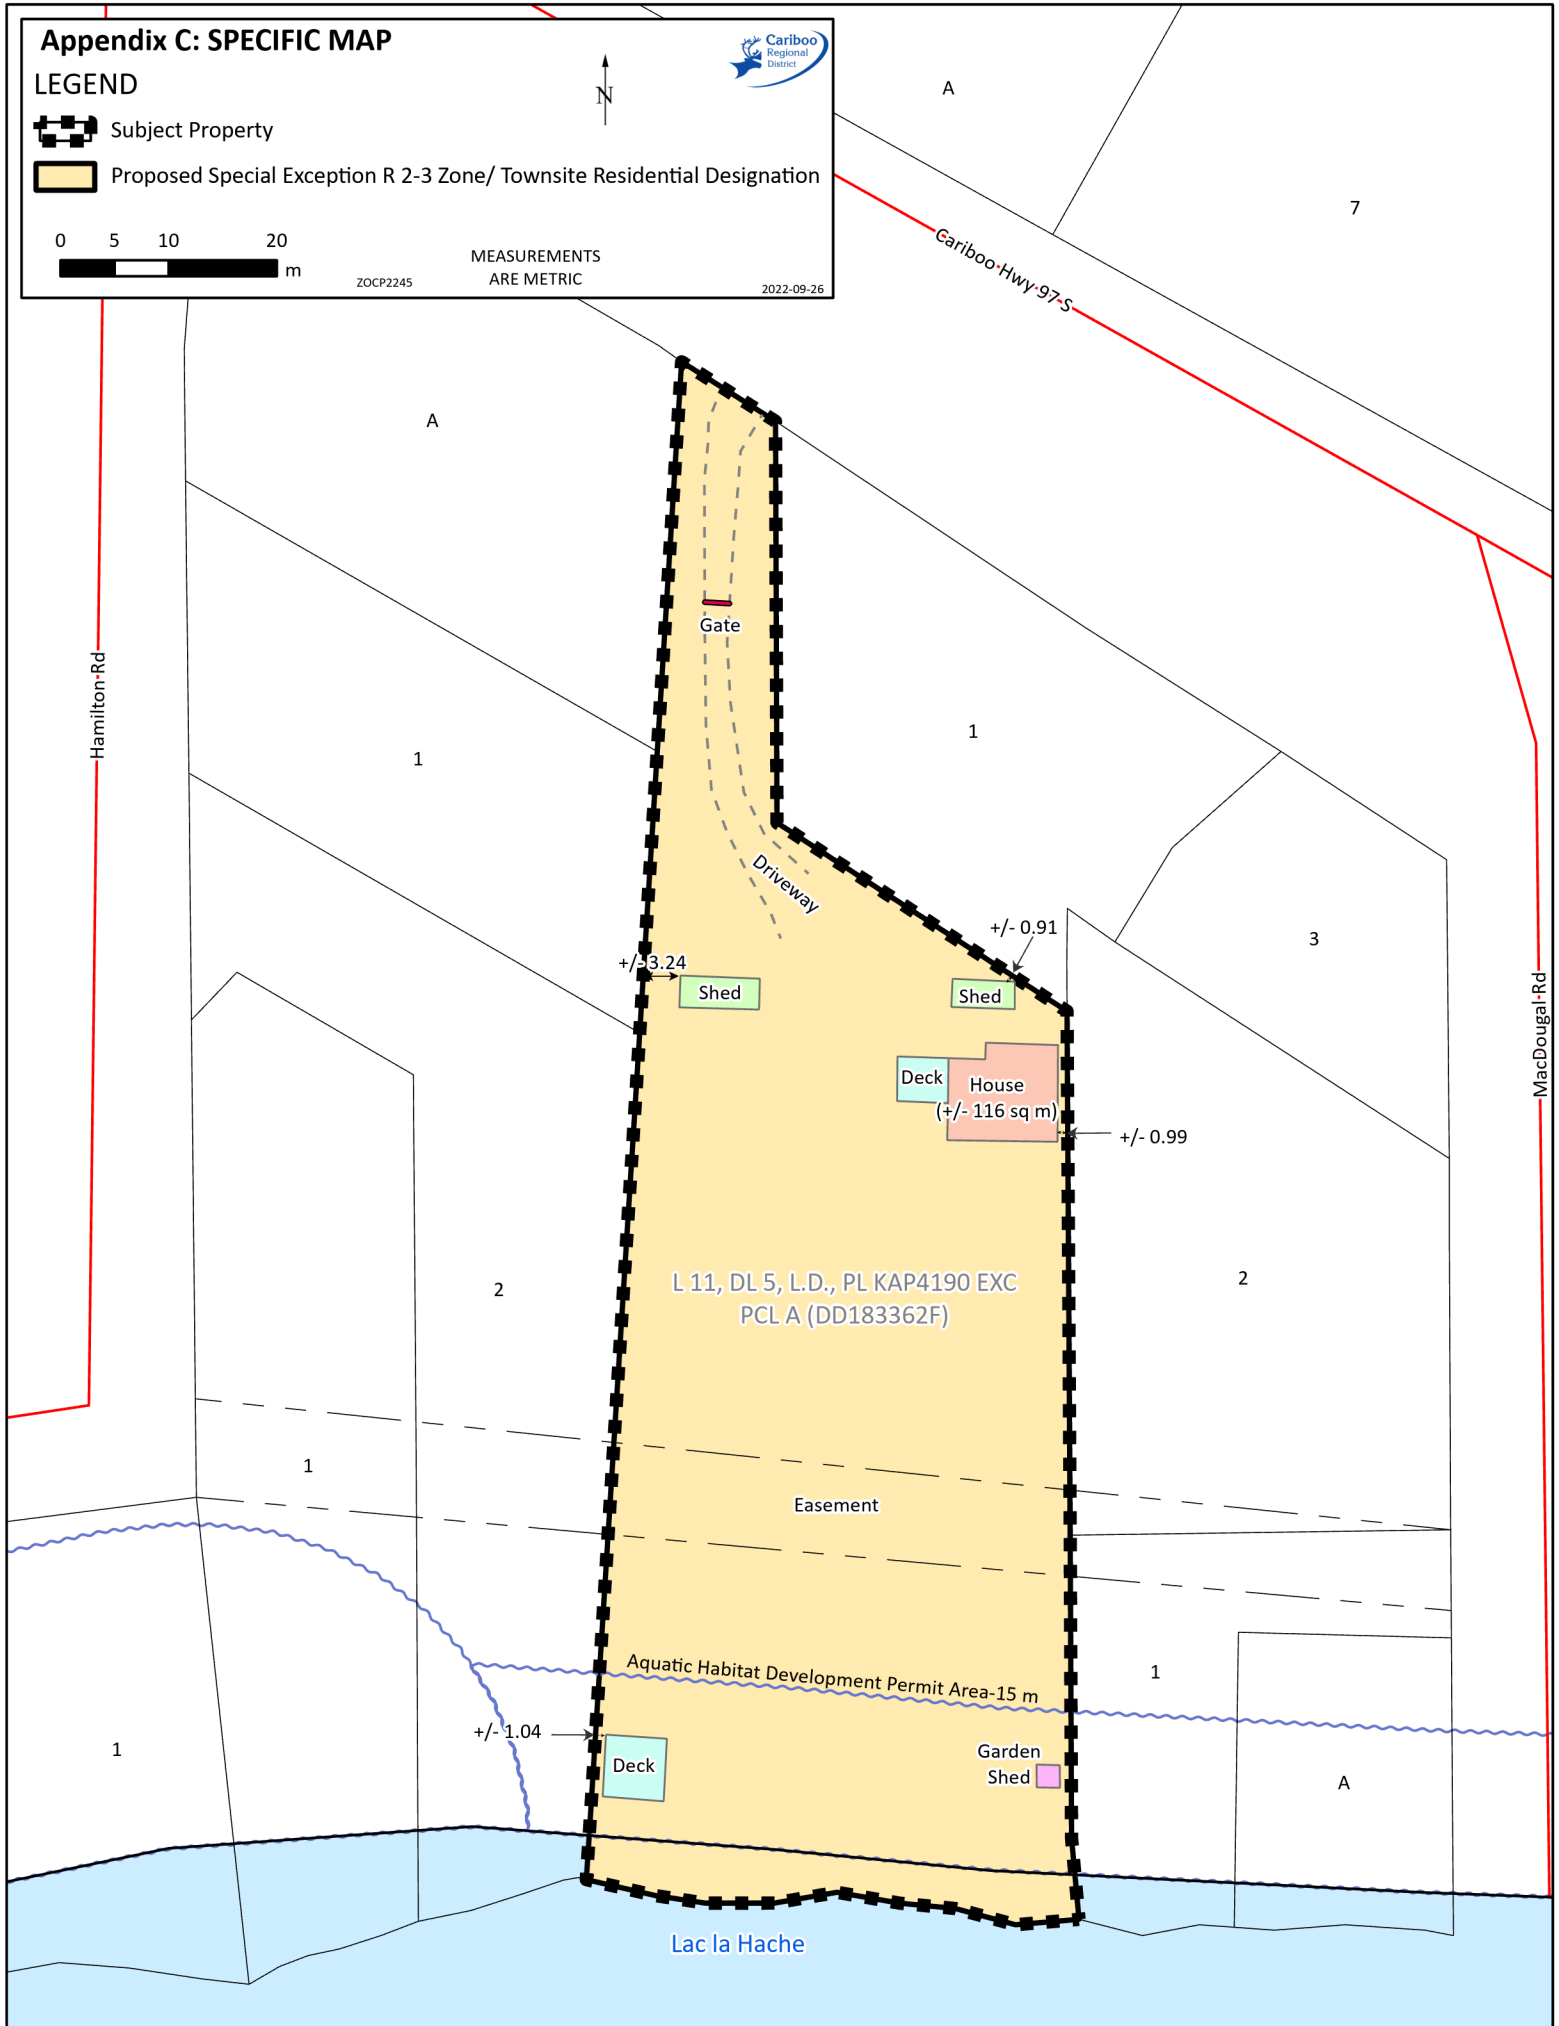 Appendix C: SPECIFIC MAP
LEGEND
N
Cariboo
Regional
District
Subject Property
Proposed Special Exception R 2-3 Zone/ Townsite Residential Designation
0 5 10 20
m
MEASUREMENTS
ARE METRIC
ZOCP2245
2022-09-26
A
7
Cariboo Hwy 97 S
A
Gate
Hamilton Rd
1
1
Driveway
+/- 0.91
3
+/- 3.24
Shed
Shed
MacDougal Rd
Deck
House
(+/- 116 sq m)
+/- 0.99
2
L 11, DL 5, L.D., PL KAP4190 EXC
PCL A (DD183362F)
2
1
Easement
Aquatic Habitat Development Permit Area-15 m
1
+/- 1.04
1
Deck
Garden
Shed
A
Lac la Hache